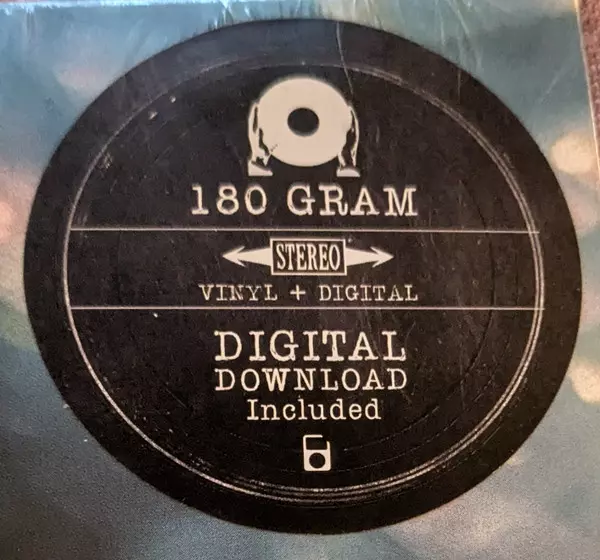 180 GRAM
STEREO
VINYL + DIGITAL
DIGITAL
DOWNLOAD
Included